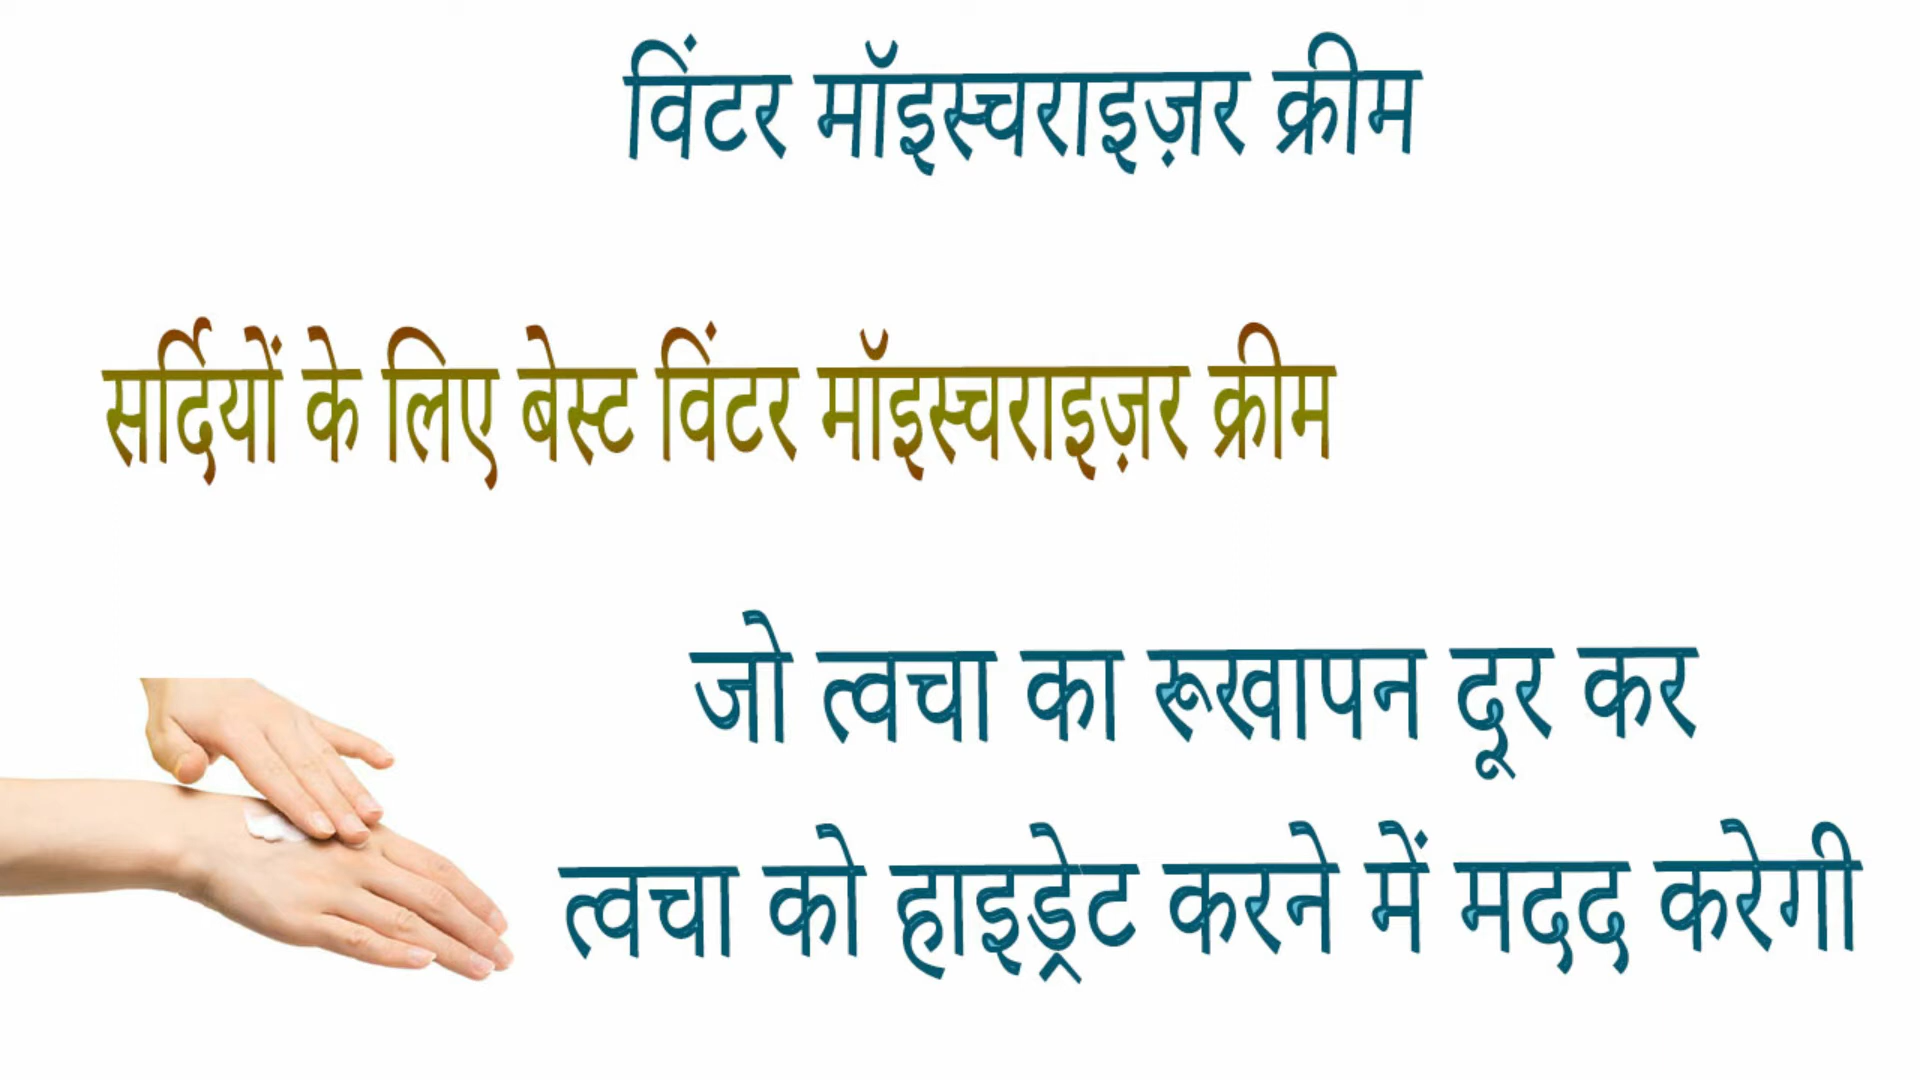 विंटर मॉइस्चराइज़र क्रीम
सर्दियों के लिए बेस्ट विंटर मॉइस्चराइज़र क्रीम
जो त्वचा का रूखापन दूर कर
त्वचा को हाइड्रेट करने में मदद करेगी